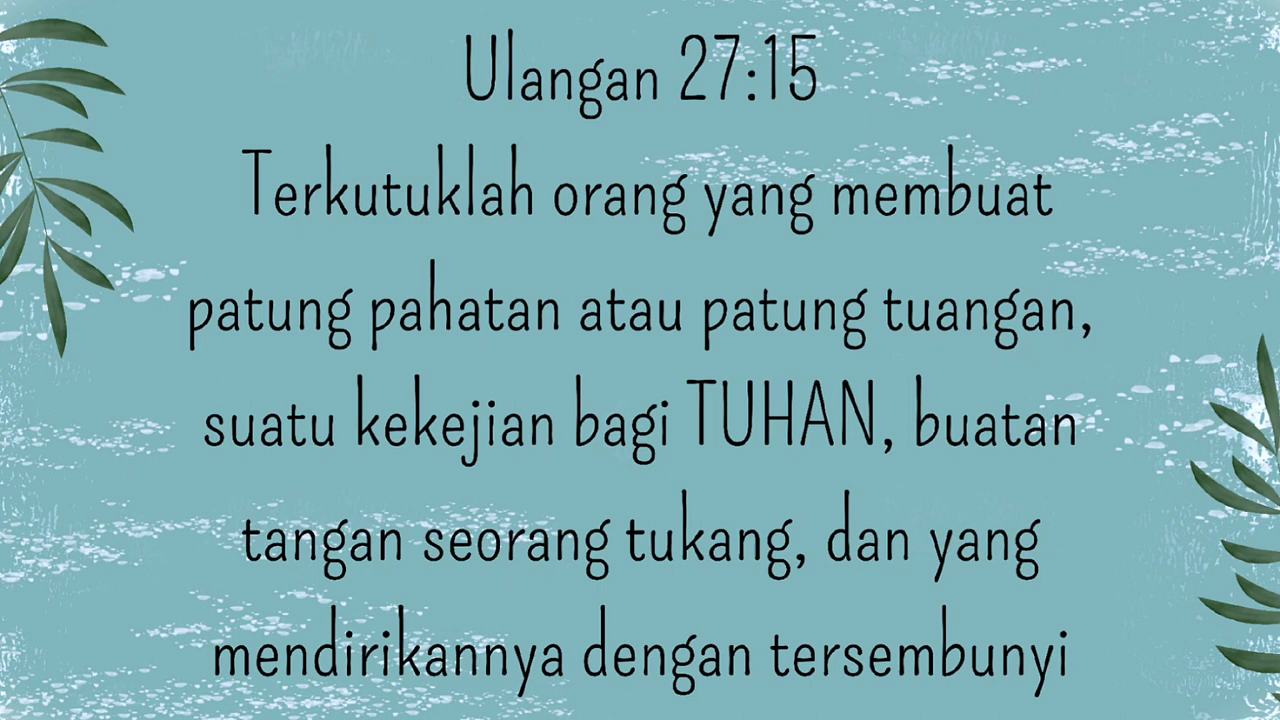 Ulangan 27:15
Terkutuklah orang yang membuat
patung pahatan atau patung tuangan,
suatu kekejian bagi TUHAN, buatan
tangan seorang tukang, dan yang
mendirikannya dengan tersembunyi